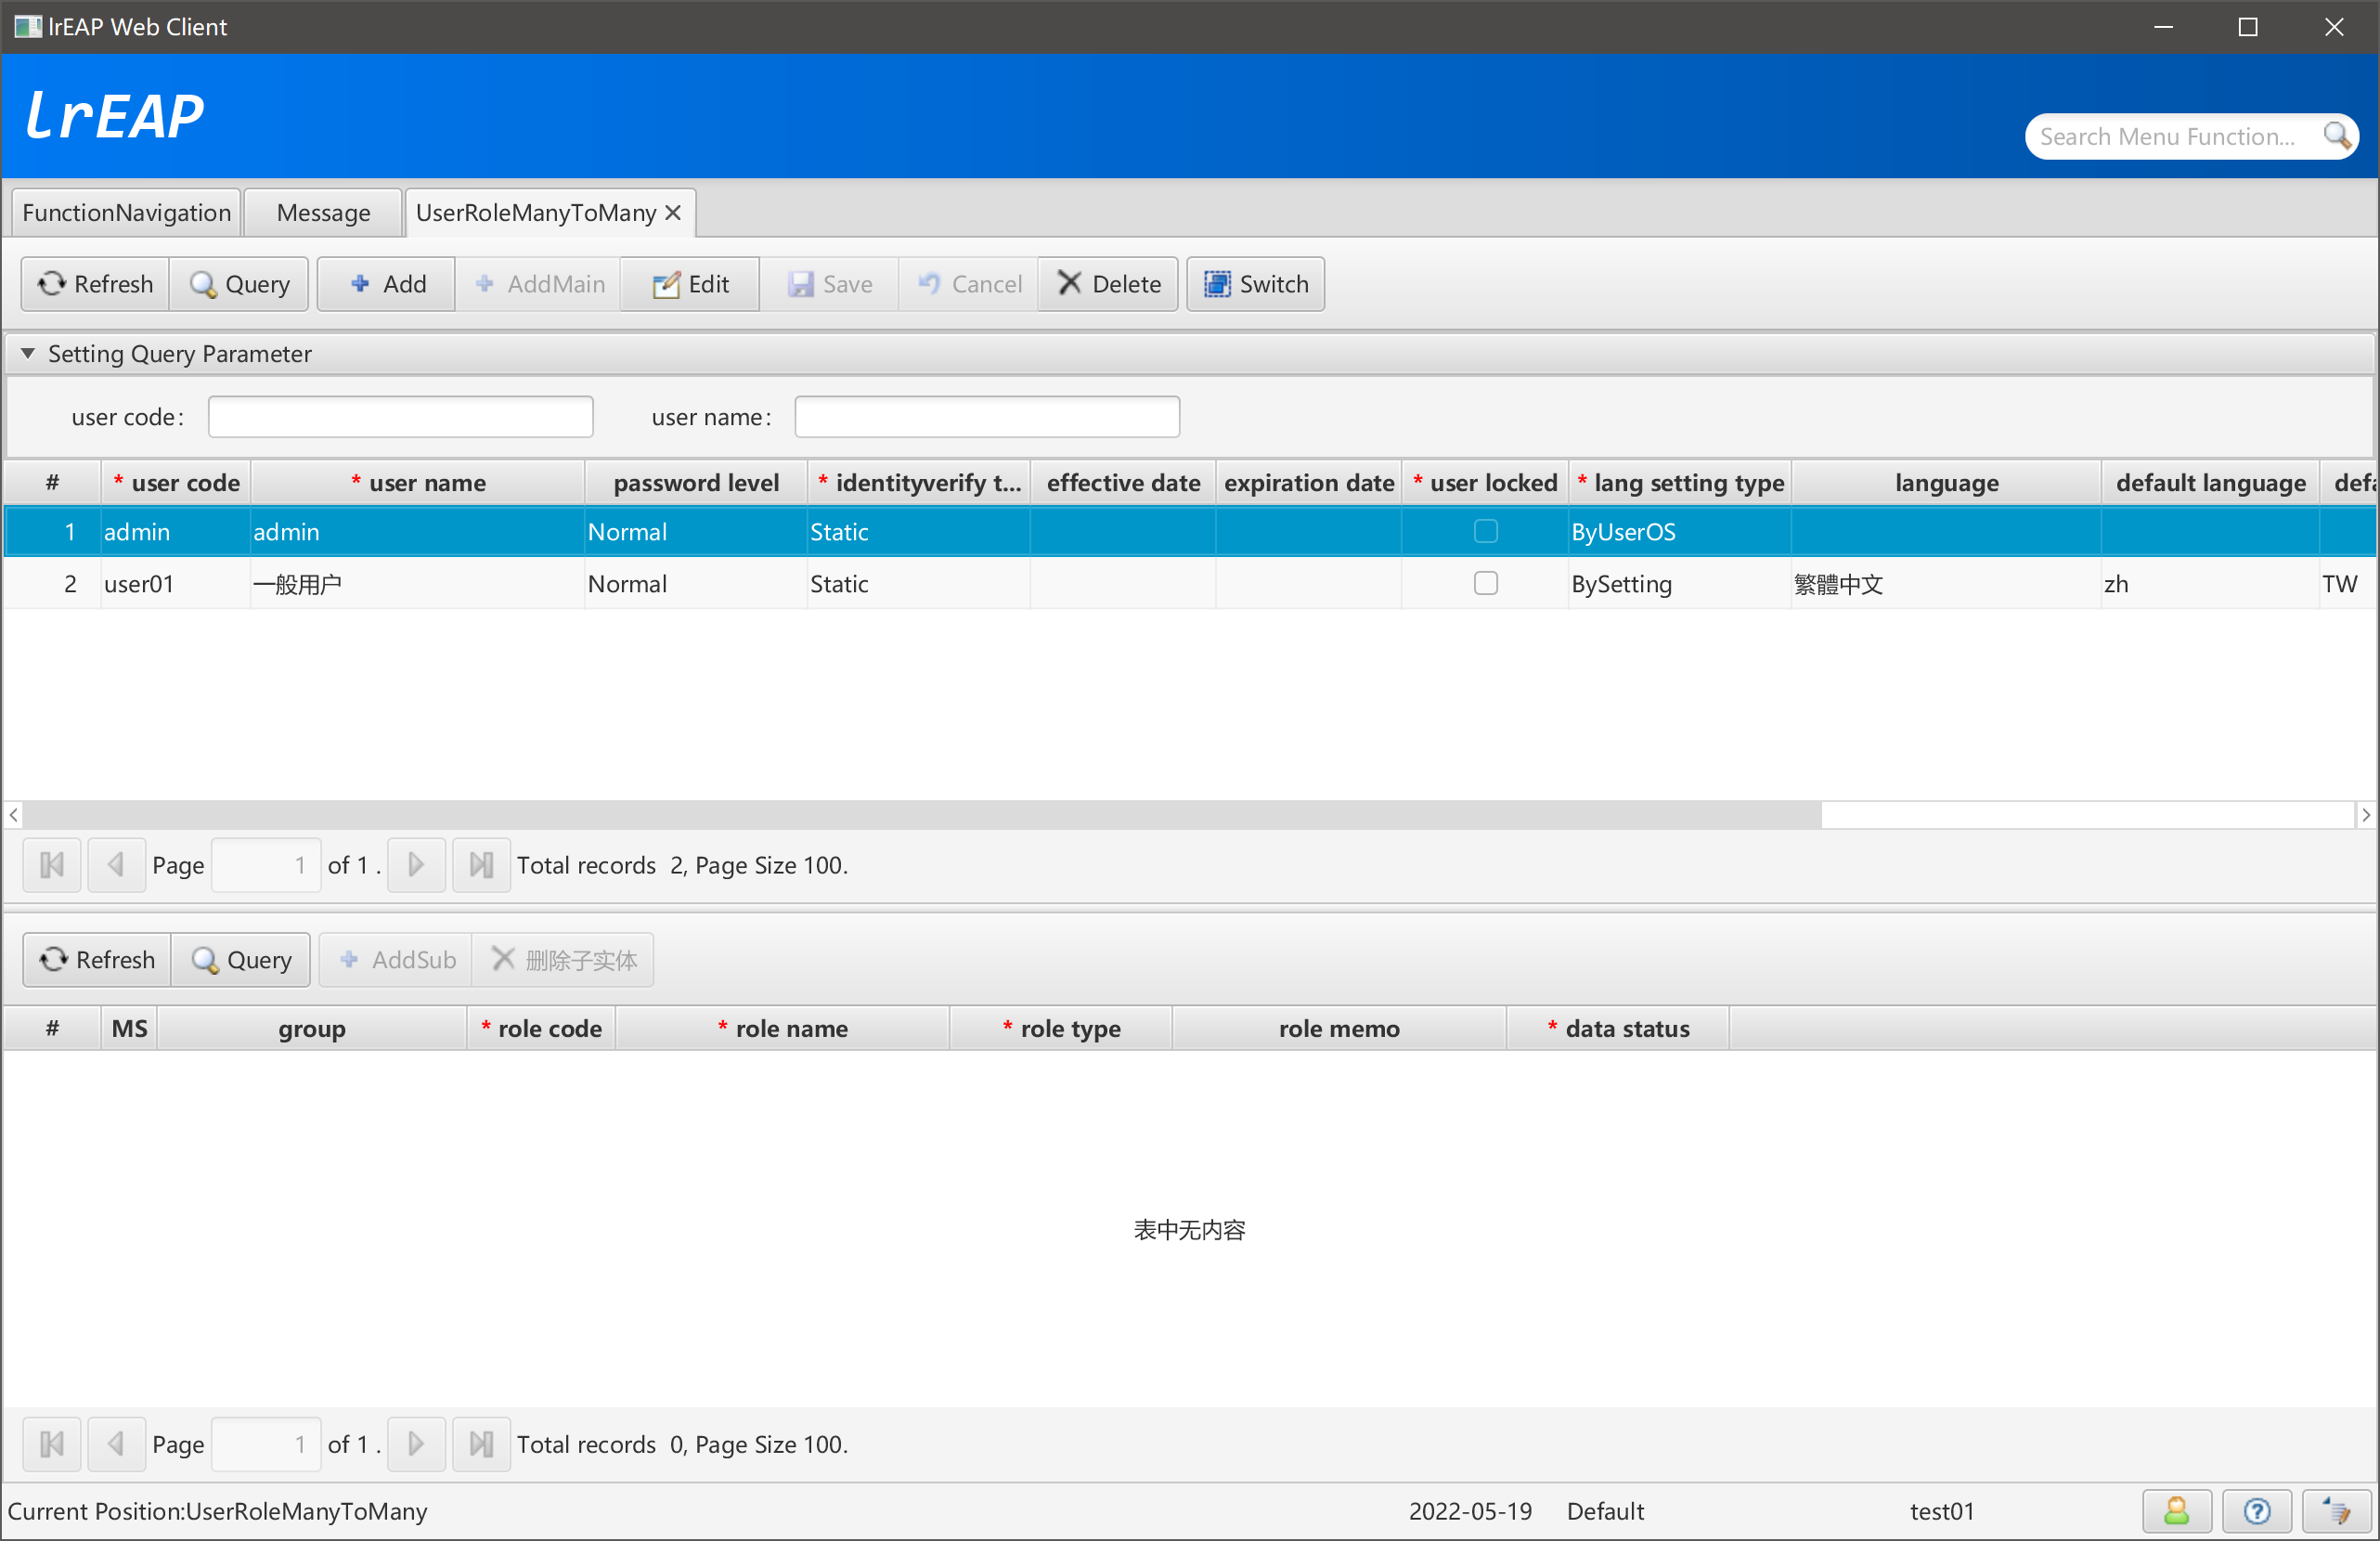 lrEAP Web Client
lrEAP
Search Menu Function...
FunctionNavigation Message UserRoleManyToMany
Refresh Query Add AddMain Edit Save Cancel Delete Switch
Setting Query Parameter
user code: user name:
# * user code * user name password level * identityverify t... effective date expiration date * user locked * lang setting type language default language defa
1 admin admin Normal Static ByUserOS
2 user01 一般用户 Normal Static BySetting 繁體中文 zh TW
Page 1 of 1 . Total records 2, Page Size 100.
Refresh Query AddSub 删除子实体
# MS group * role code * role name * role type role memo * data status
表中无内容
Page 1 of 1 . Total records 0, Page Size 100.
Current Position:UserRoleManyToMany 2022-05-19 Default test01